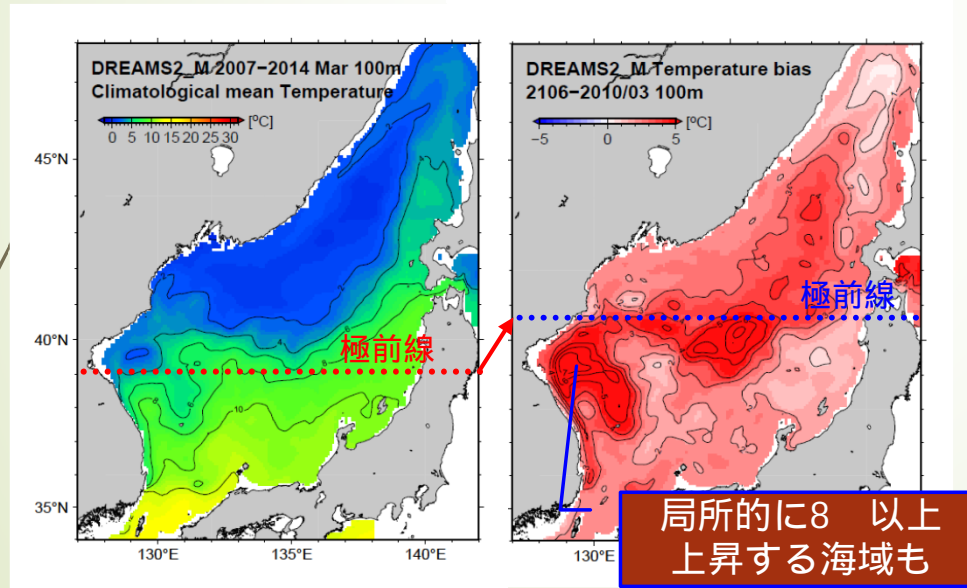 DREAMS2_M 2007−2014 Mar 100m
Climatological mean Temperature
[ºC]
0 5 10 15 20 25 30
DREAMS2_M Temperature bias
2106−2010/03 100m
[ºC]
−5 0 5
45°N
40°N
35°N
極前線
極前線
10
130°E 135°E 140°E
130°E
局所的に8 以上
上昇する海域も